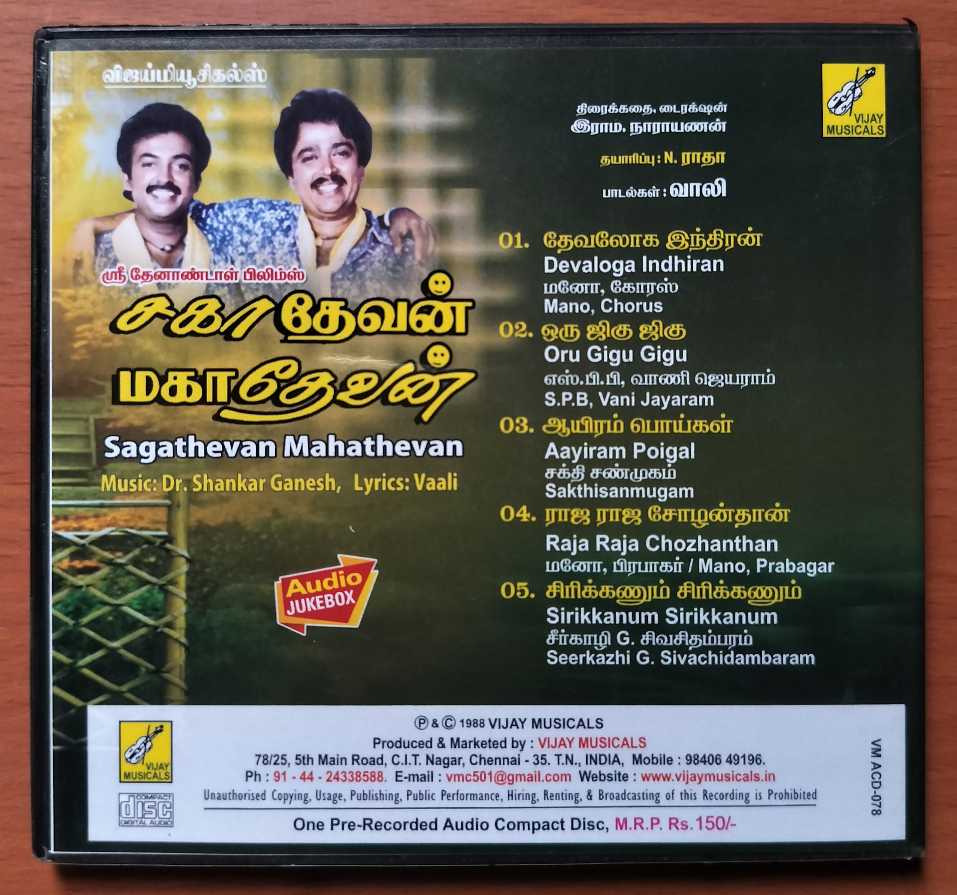 விஜய்மியூசிகல்ஸ்
ஸ்ரீ தேனாண்டாள் பிலிம்ஸ்
சகாதேவன்
மகாதேவன்
Sagathevan Mahathevan
Music: Dr. Shankar Ganesh, Lyrics: Vaali
Audio
JUKEBOX
திரைக்கதை, டைரக்ஷன்
இராம. நாராயணன்
தயாரிப்பு : N. ராதா
பாடல்கள் : வாலி
VIJAY
MUSICALS
01. தேவலோக இந்திரன்
Devaloga Indhiran
மனோ, கோரஸ்
Mano, Chorus
02. ஒரு ஜிகு ஜிகு
Oru Gigu Gigu
எஸ்.பி.பி, வாணி ஜெயராம்
S.P.B, Vani Jayaram
03. ஆயிரம் பொய்கள்
Aayiram Poigal
சக்தி சண்முகம்
Sakthisanmugam
04. ராஜ ராஜ சோழன்தான்
Raja Raja Chozhanthan
மனோ, பிரபாகர் / Mano, Prabagar
05. சிரிக்கணும் சிரிக்கணும்
Sirikkanum Sirikkanum
சீர்காழி G. சிவசிதம்பரம்
Seerkazhi G. Sivachidambaram
VIJAY
MUSICALS
COMPACT
disc
DIGITAL AUDIO
Ⓟ & © 1988 VIJAY MUSICALS
Produced & Marketed by : VIJAY MUSICALS
78/25, 5th Main Road, C.I.T. Nagar, Chennai - 35. T.N., INDIA, Mobile : 98406 49196.
Ph : 91 - 44 - 24338588. E-mail : vmc501@gmail.com Website : www.vijaymusicals.in
Unauthorised Copying, Usage, Publishing, Public Performance, Hiring, Renting, & Broadcasting of this Recording is Prohibited
One Pre-Recorded Audio Compact Disc, M.R.P. Rs.150/-
VM ACD-078